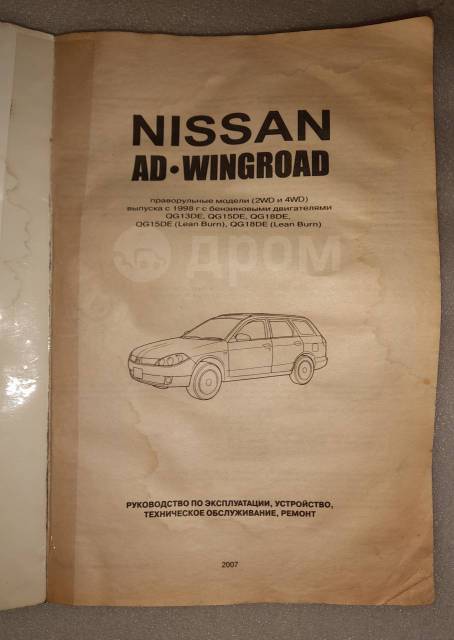 NISSAN
AD•WINGROAD
праворульные модели (2WD и 4WD)
выпуска с 1998 г с бензиновыми двигателями
QG13DE, QG15DE, QG18DE,
QG15DE (Lean Burn), QG18DE (Lean Burn)
дром
РУКОВОДСТВО ПО ЭКСПЛУАТАЦИИ, УСТРОЙСТВО,
ТЕХНИЧЕСКОЕ ОБСЛУЖИВАНИЕ, РЕМОНТ
2007